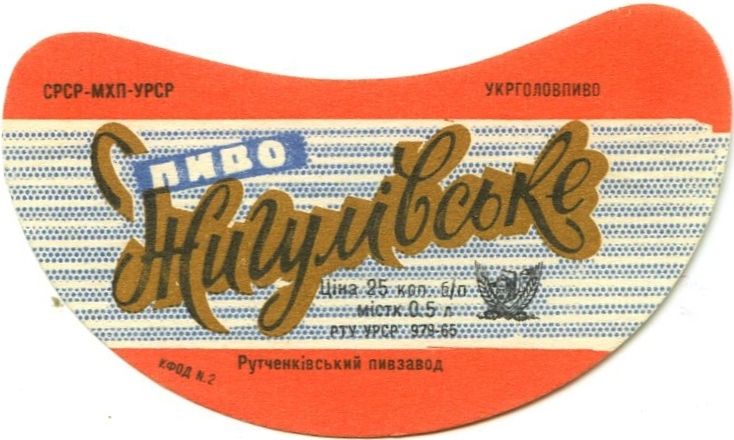 СРСР-МХП-УРСР
УКРГОЛОВПИВО
ПИВО
Жигулівське
Ціна 25 коп б/п
містк 0,5 л
РТУ УРСР 979-65
Рутченківський пивзавод
КФОД N.2